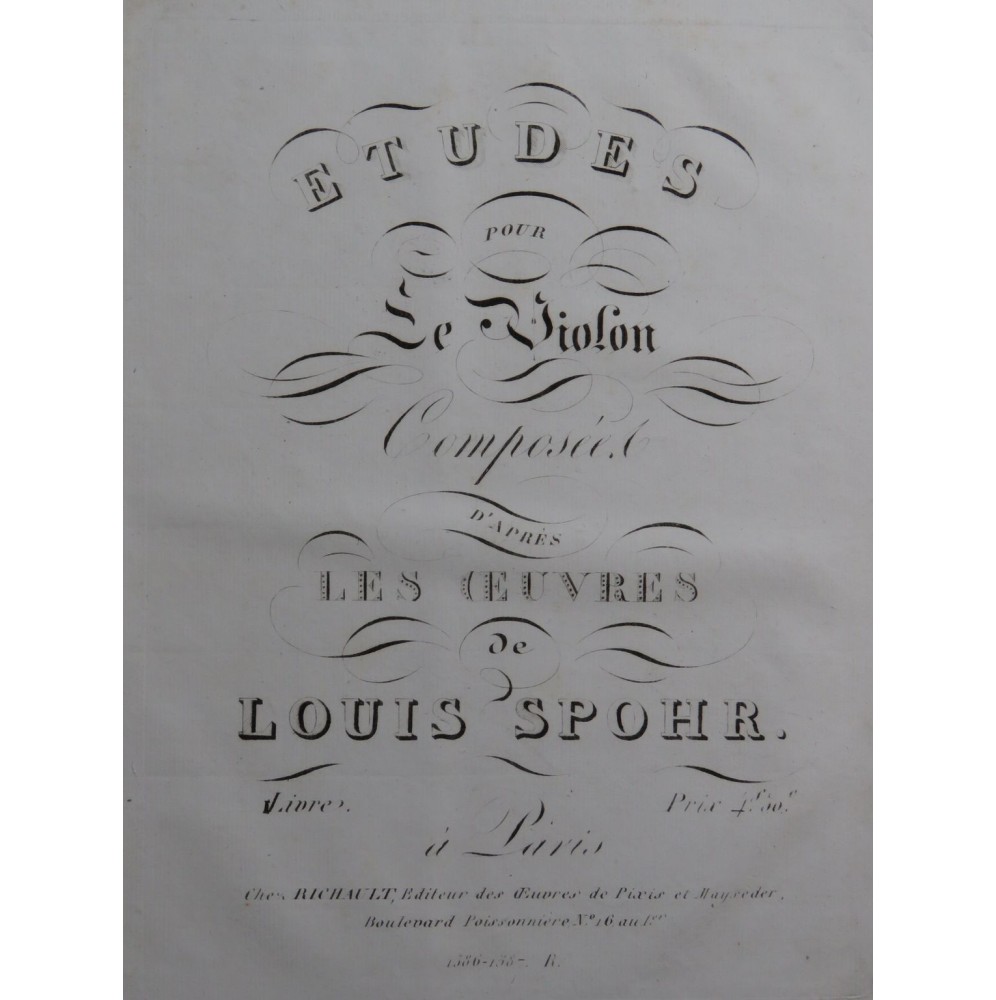 ETUDES
POUR
Le Violon
Composées
D'APRÈS
LES ŒUVRES
de
LOUIS SPOHR.
Livre. Prix 4f 50c.
à Paris
Chez RICHAULT, Editeur des Œuvres de Pixis et Mayseder,
Boulevard Poissonnière No. 16 au 1er.
R.